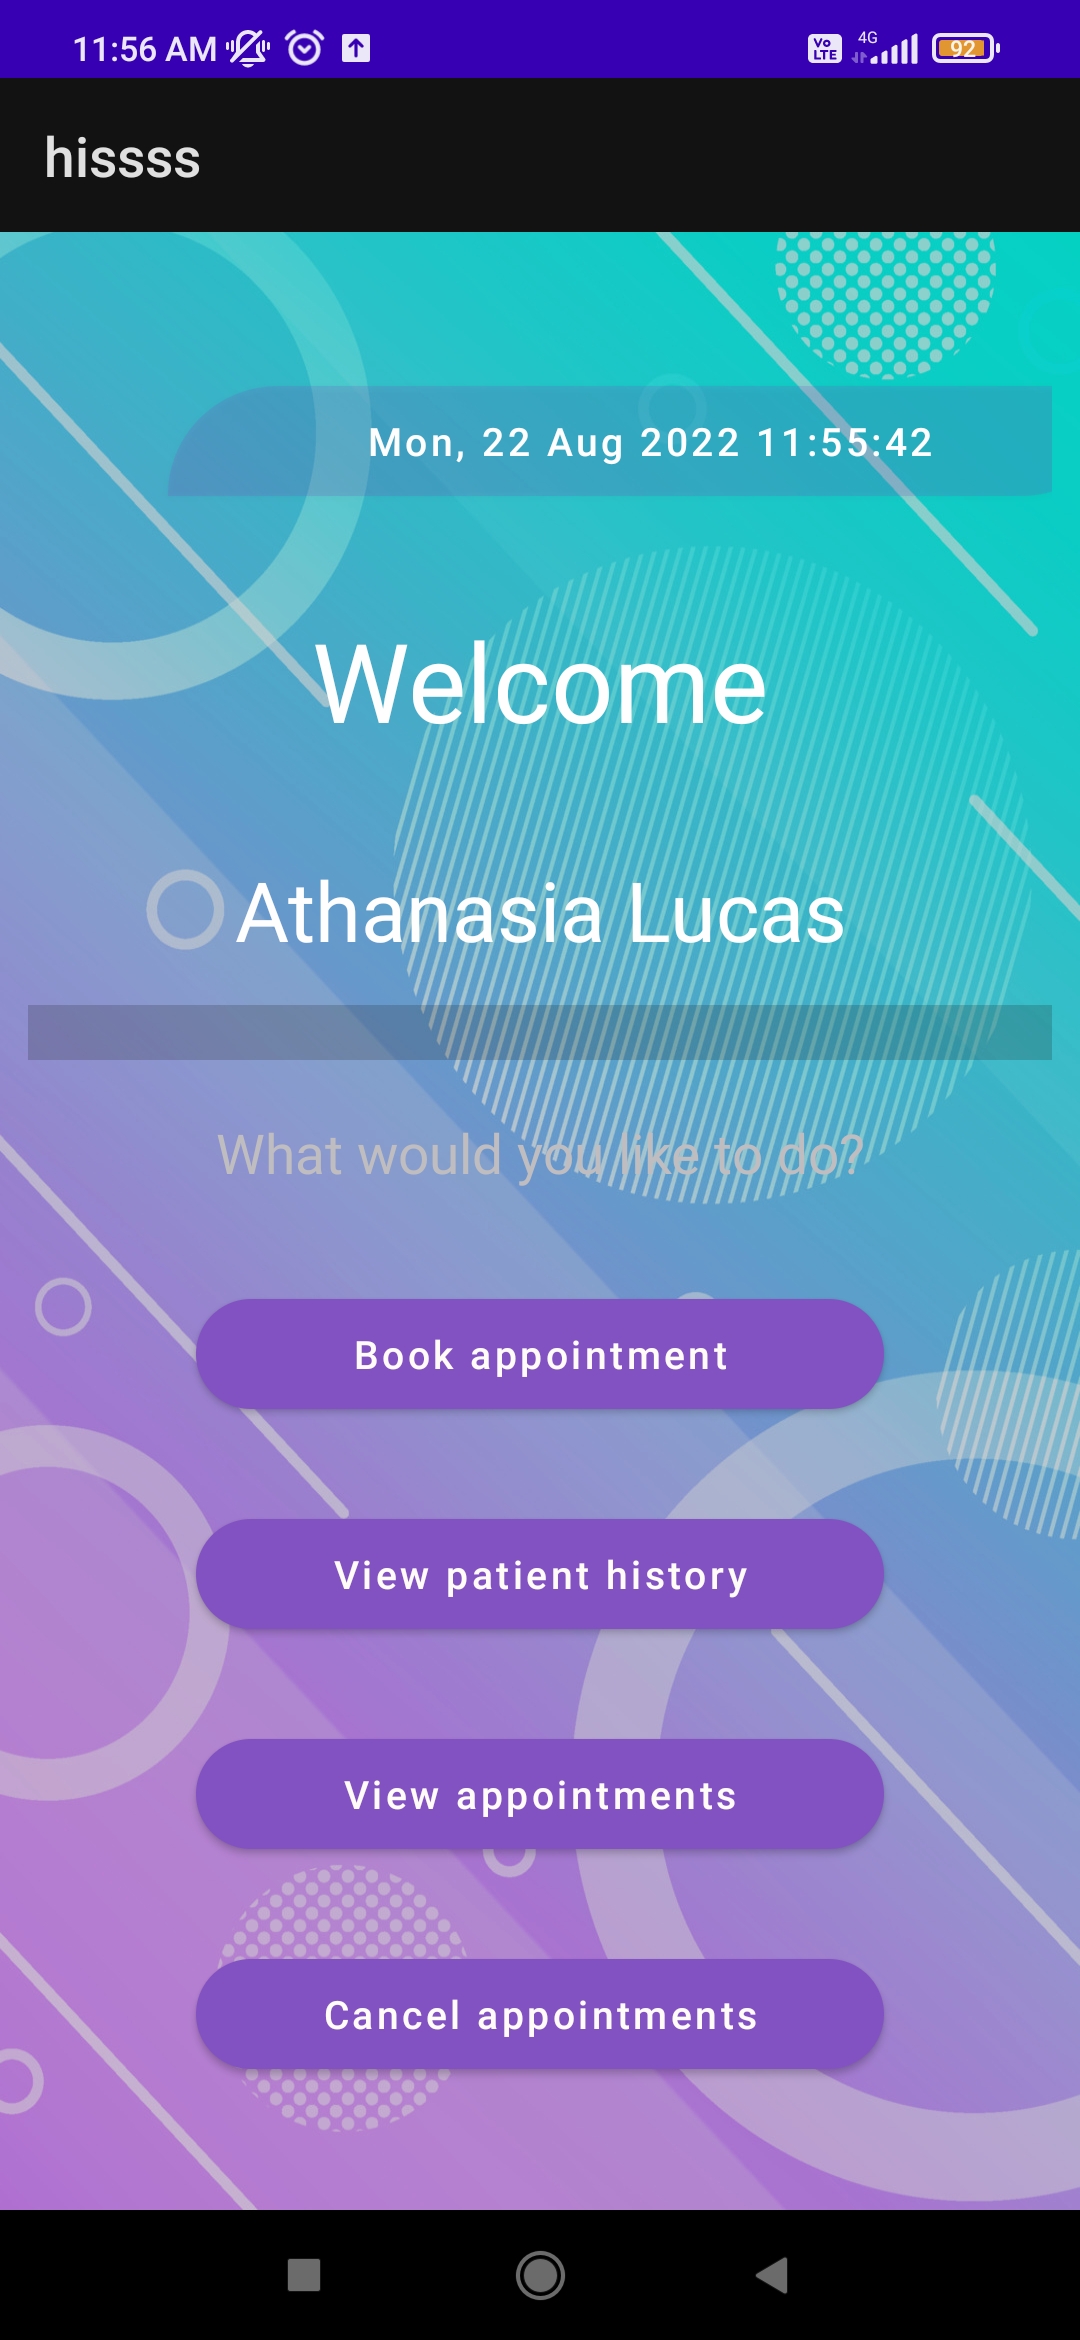 11:56 AM
Vo LTE 4G 92
hissss
Mon, 22 Aug 2022 11:55:42
Welcome
Athanasia Lucas
What would you like to do?
Book appointment
View patient history
View appointments
Cancel appointments